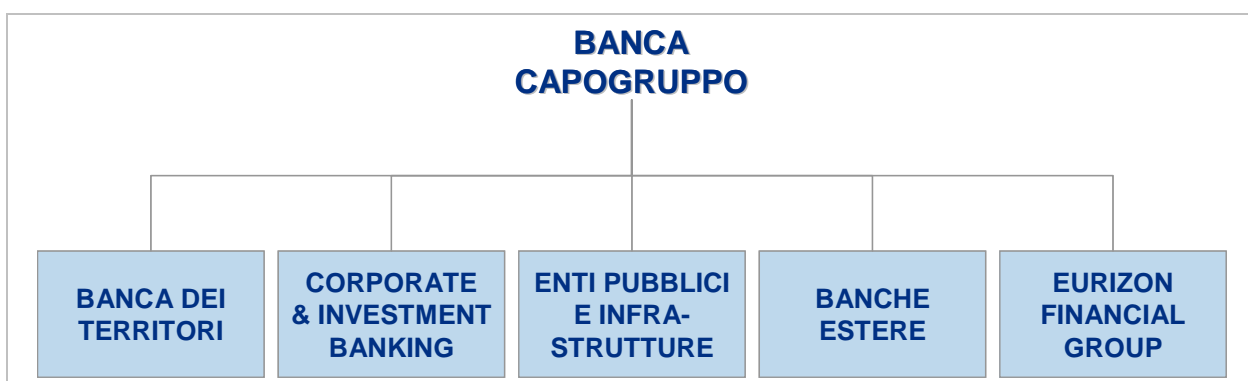 BANCA
CAPOGRUPPO
BANCA DEI
TERRITORI
CORPORATE
& INVESTMENT
BANKING
ENTI PUBBLICI
E INFRA-
STRUTTURE
BANCHE
ESTERE
EURIZON
FINANCIAL
GROUP